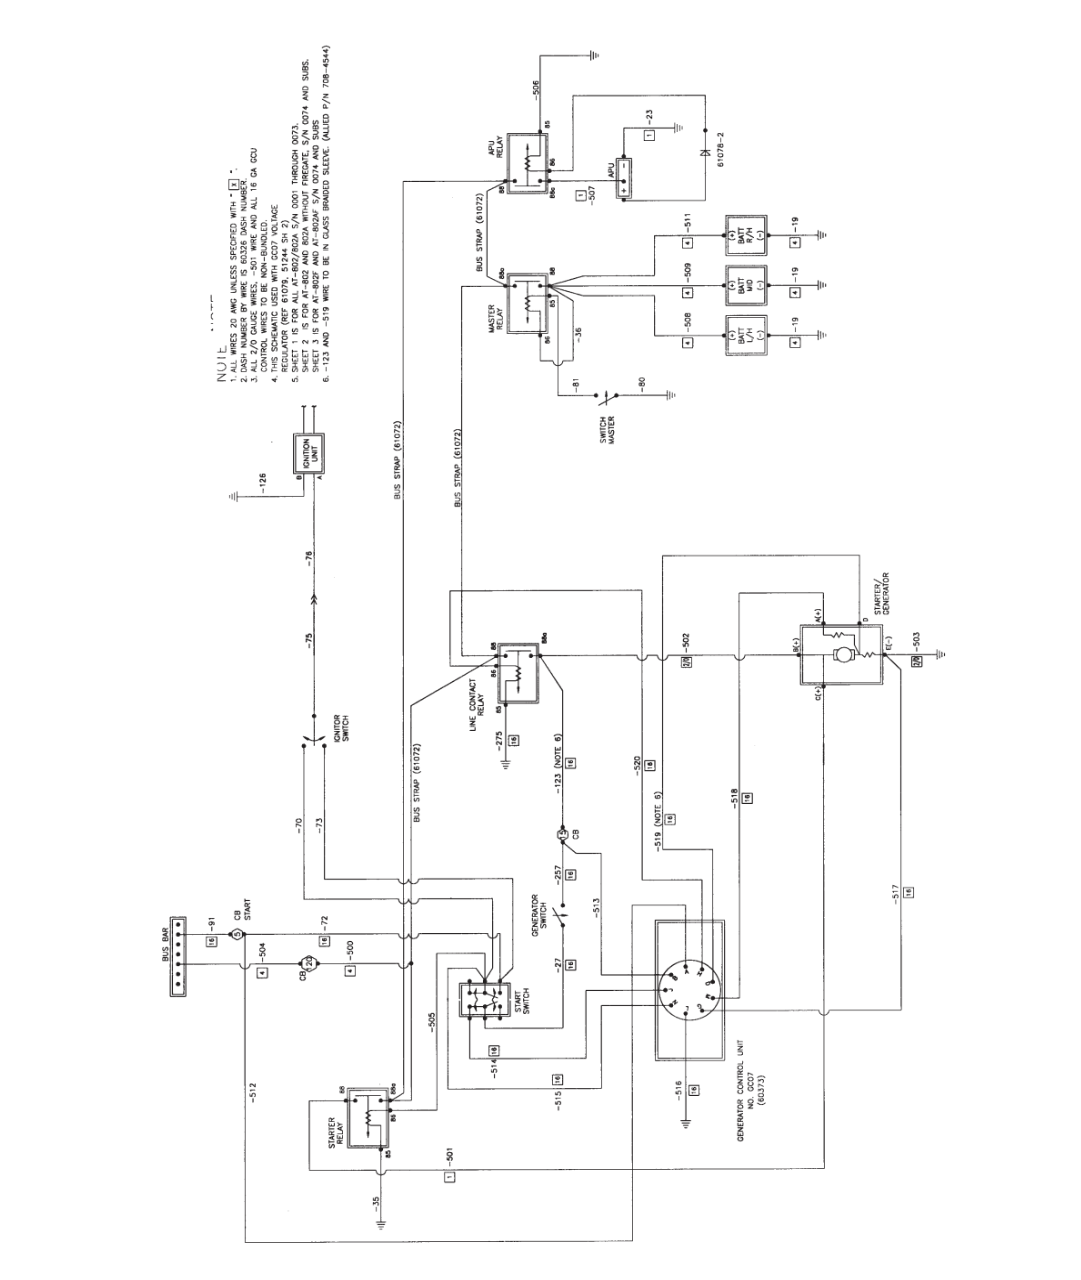 NOTE
1. ALL WIRES 20 AWG UNLESS SPECIFIED WITH "[X]".
2. DASH NUMBER BY WIRE IS 60326 DASH NUMBER.
3. ALL 2/0 GAUGE WIRES, -501 WIRE AND ALL 16 GA GCU
CONTROL WIRES TO BE NON-BUNDLED.
4. THIS SCHEMATIC USED WITH GC07 VOLTAGE
REGULATOR (REF 61079, 51244 SH 2)
5. SHEET 1 IS FOR ALL AT-802/802A S/N 0001 THROUGH 0073.
SHEET 2 IS FOR AT-802 AND 802A WITHOUT FIREGATE, S/N 0074 AND SUBS.
SHEET 3 IS FOR AT-802F AND AT-802AF S/N 0074 AND SUBS
6. -123 AND -519 WIRE TO BE IN GLASS BRAIDED SLEEVE. (ALLIED P/N 708-4544)
BUS BAR
-91
16
CB
START
5
-504
4
-72
16
CB
120
-500
4
-512
-70
-73
IGNITOR
SWITCH
-75
-76
-126
IGNITION
UNIT
B
A
STARTER
RELAY
88
88a
86
85
-35
-501
1
-505
START
SWITCH
-514
16
-515
16
BUS STRAP (61072)
BUS STRAP (61072)
BUS STRAP (61072)
BUS STRAP (61072)
LINE CONTACT
RELAY
88
86
88a
85
-275
16
-123 (NOTE 6)
16
15
CB
-257
16
GENERATOR
SWITCH
-27
16
-513
-520
16
-519 (NOTE 6)
16
-518
16
-517
16
-516
16
GENERATOR CONTROL UNIT
NO. GC07
(60373)
B
A
K
D
M
G
L
N
J
-502
2/0
-503
2/0
STARTER/
GENERATOR
B(+)
A(+)
C(+)
D
E(-)
MASTER
RELAY
88a
88
85
86
-36
-81
-80
SWITCH
MASTER
APU
RELAY
88
85
86
88a
-506
-507
1
APU
+
-
-23
1
61078-2
-511
4
-509
4
-508
4
(+)
BATT
R/H
(-)
(+)
BATT
MID
(-)
(+)
BATT
L/H
(-)
-19
4
-19
4
-19
4